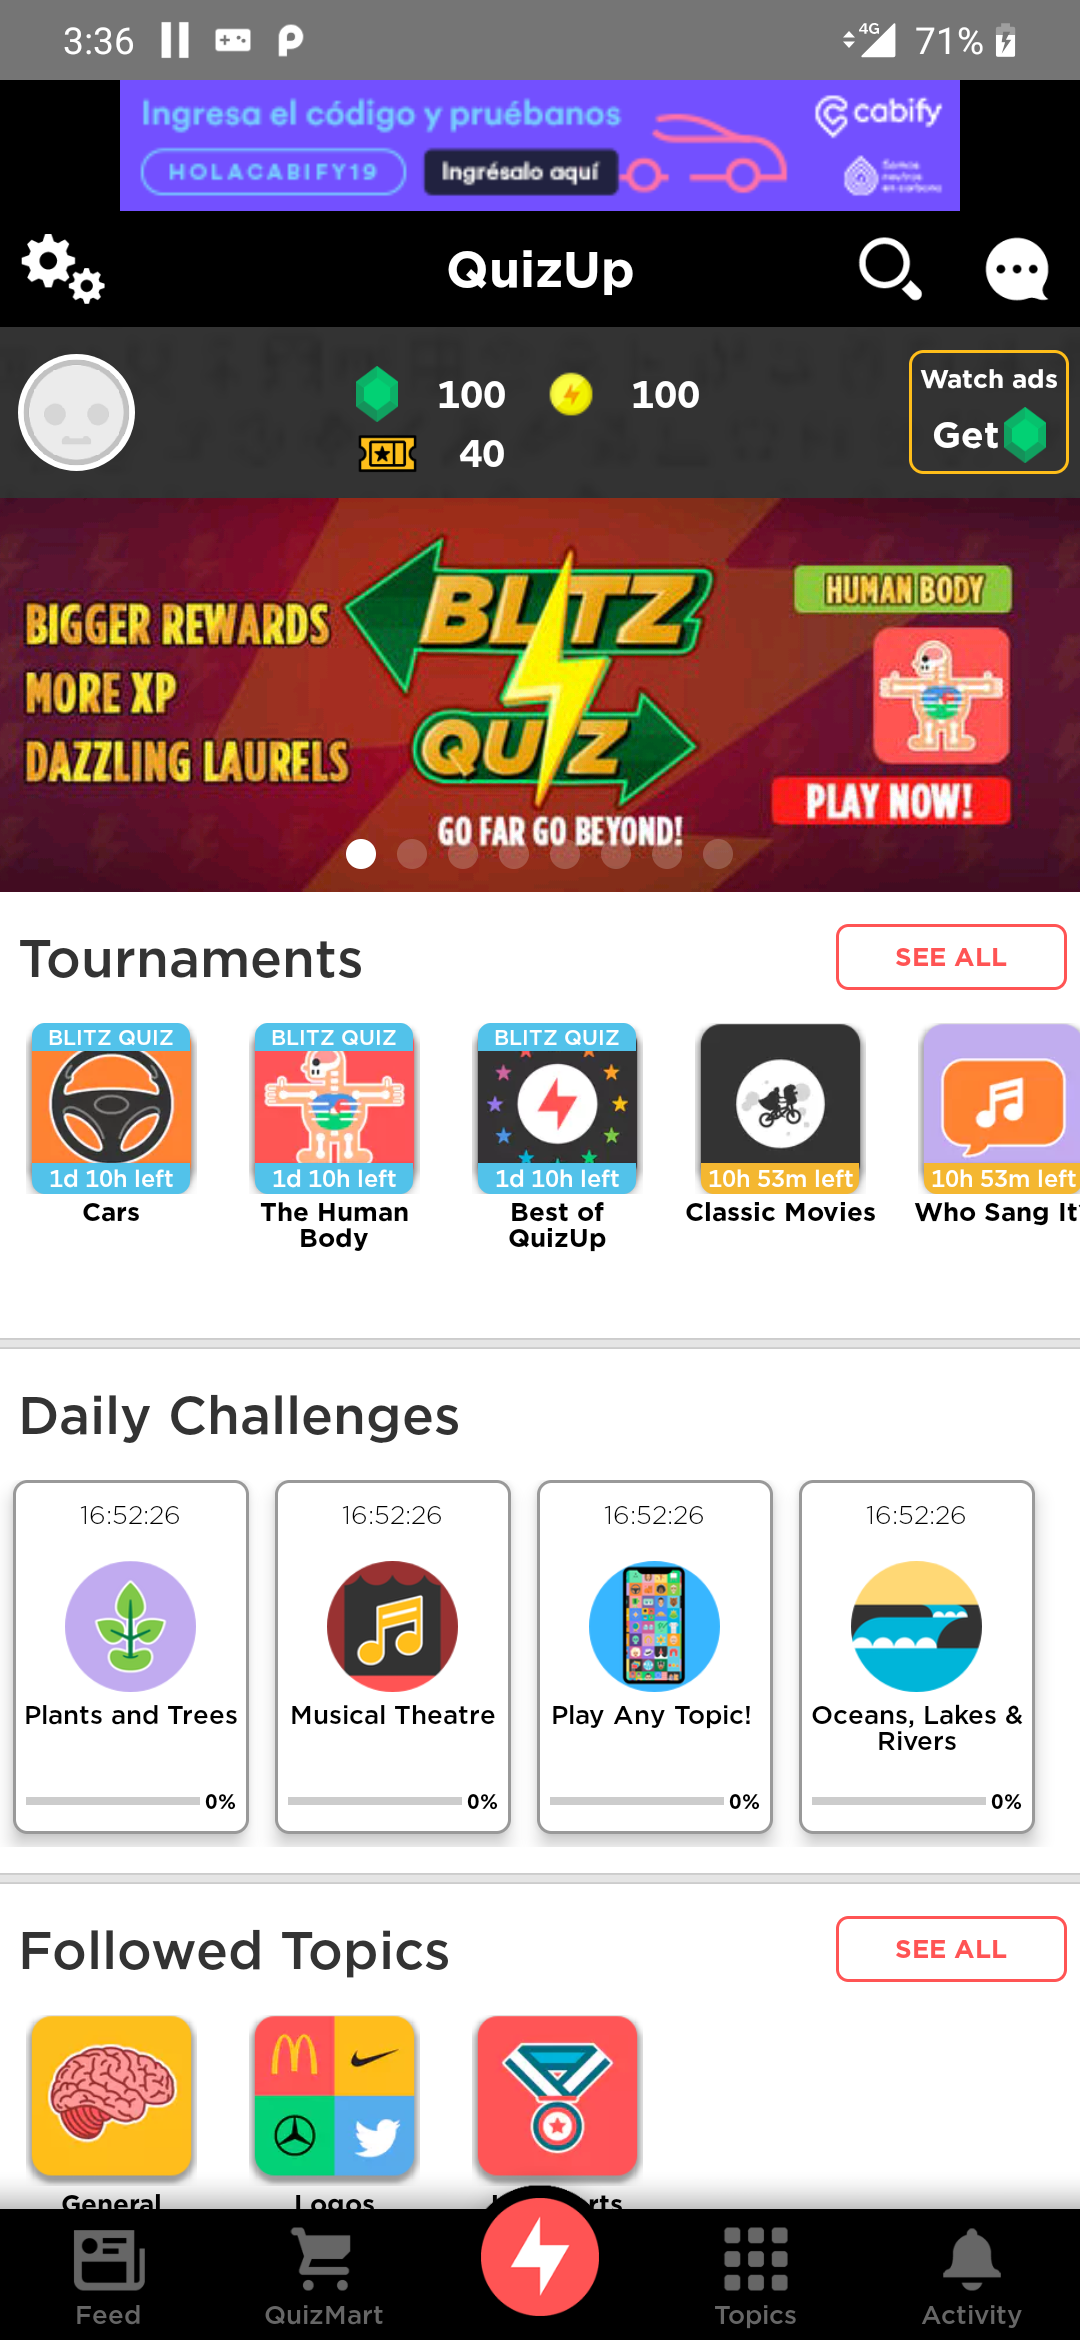 3:36
4G
71%
Ingresa el código y pruébanos
HOLACABIFY19
Ingrésalo aquí
cabify
Somos
neutros
en carbono
QuizUp
100
100
40
Watch ads
Get
BIGGER REWARDS
MORE XP
DAZZLING LAURELS
BLITZ
QUIZ
GO FAR GO BEYOND!
HUMAN BODY
PLAY NOW!
Tournaments
SEE ALL
BLITZ QUIZ
1d 10h left
Cars
BLITZ QUIZ
1d 10h left
The Human
Body
BLITZ QUIZ
1d 10h left
Best of
QuizUp
10h 53m left
Classic Movies
10h 53m left
Who Sang It
Daily Challenges
16:52:26
Plants and Trees
0%
16:52:26
Musical Theatre
0%
16:52:26
Play Any Topic!
0%
16:52:26
Oceans, Lakes &
Rivers
0%
Followed Topics
SEE ALL
General
Logos
Feed
QuizMart
Topics
Activity